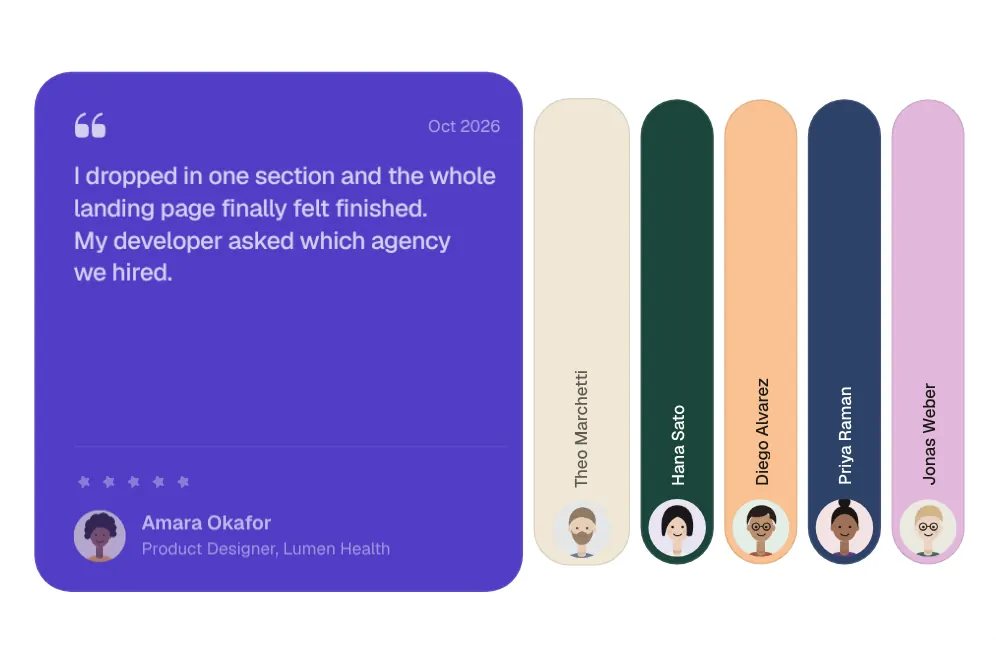 Oct 2026
I dropped in one section and the whole
landing page finally felt finished.
My developer asked which agency
we hired.
Amara Okafor
Product Designer, Lumen Health
Theo Marchetti
Hana Sato
Diego Alvarez
Priya Raman
Jonas Weber